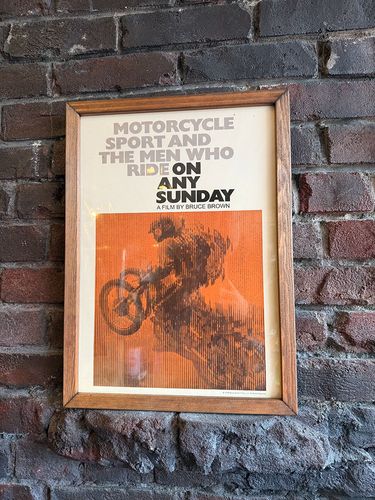 MOTORCYCLE
SPORT AND
THE MEN WHO
RIDE ON
ANY
SUNDAY
A FILM BY BRUCE BROWN